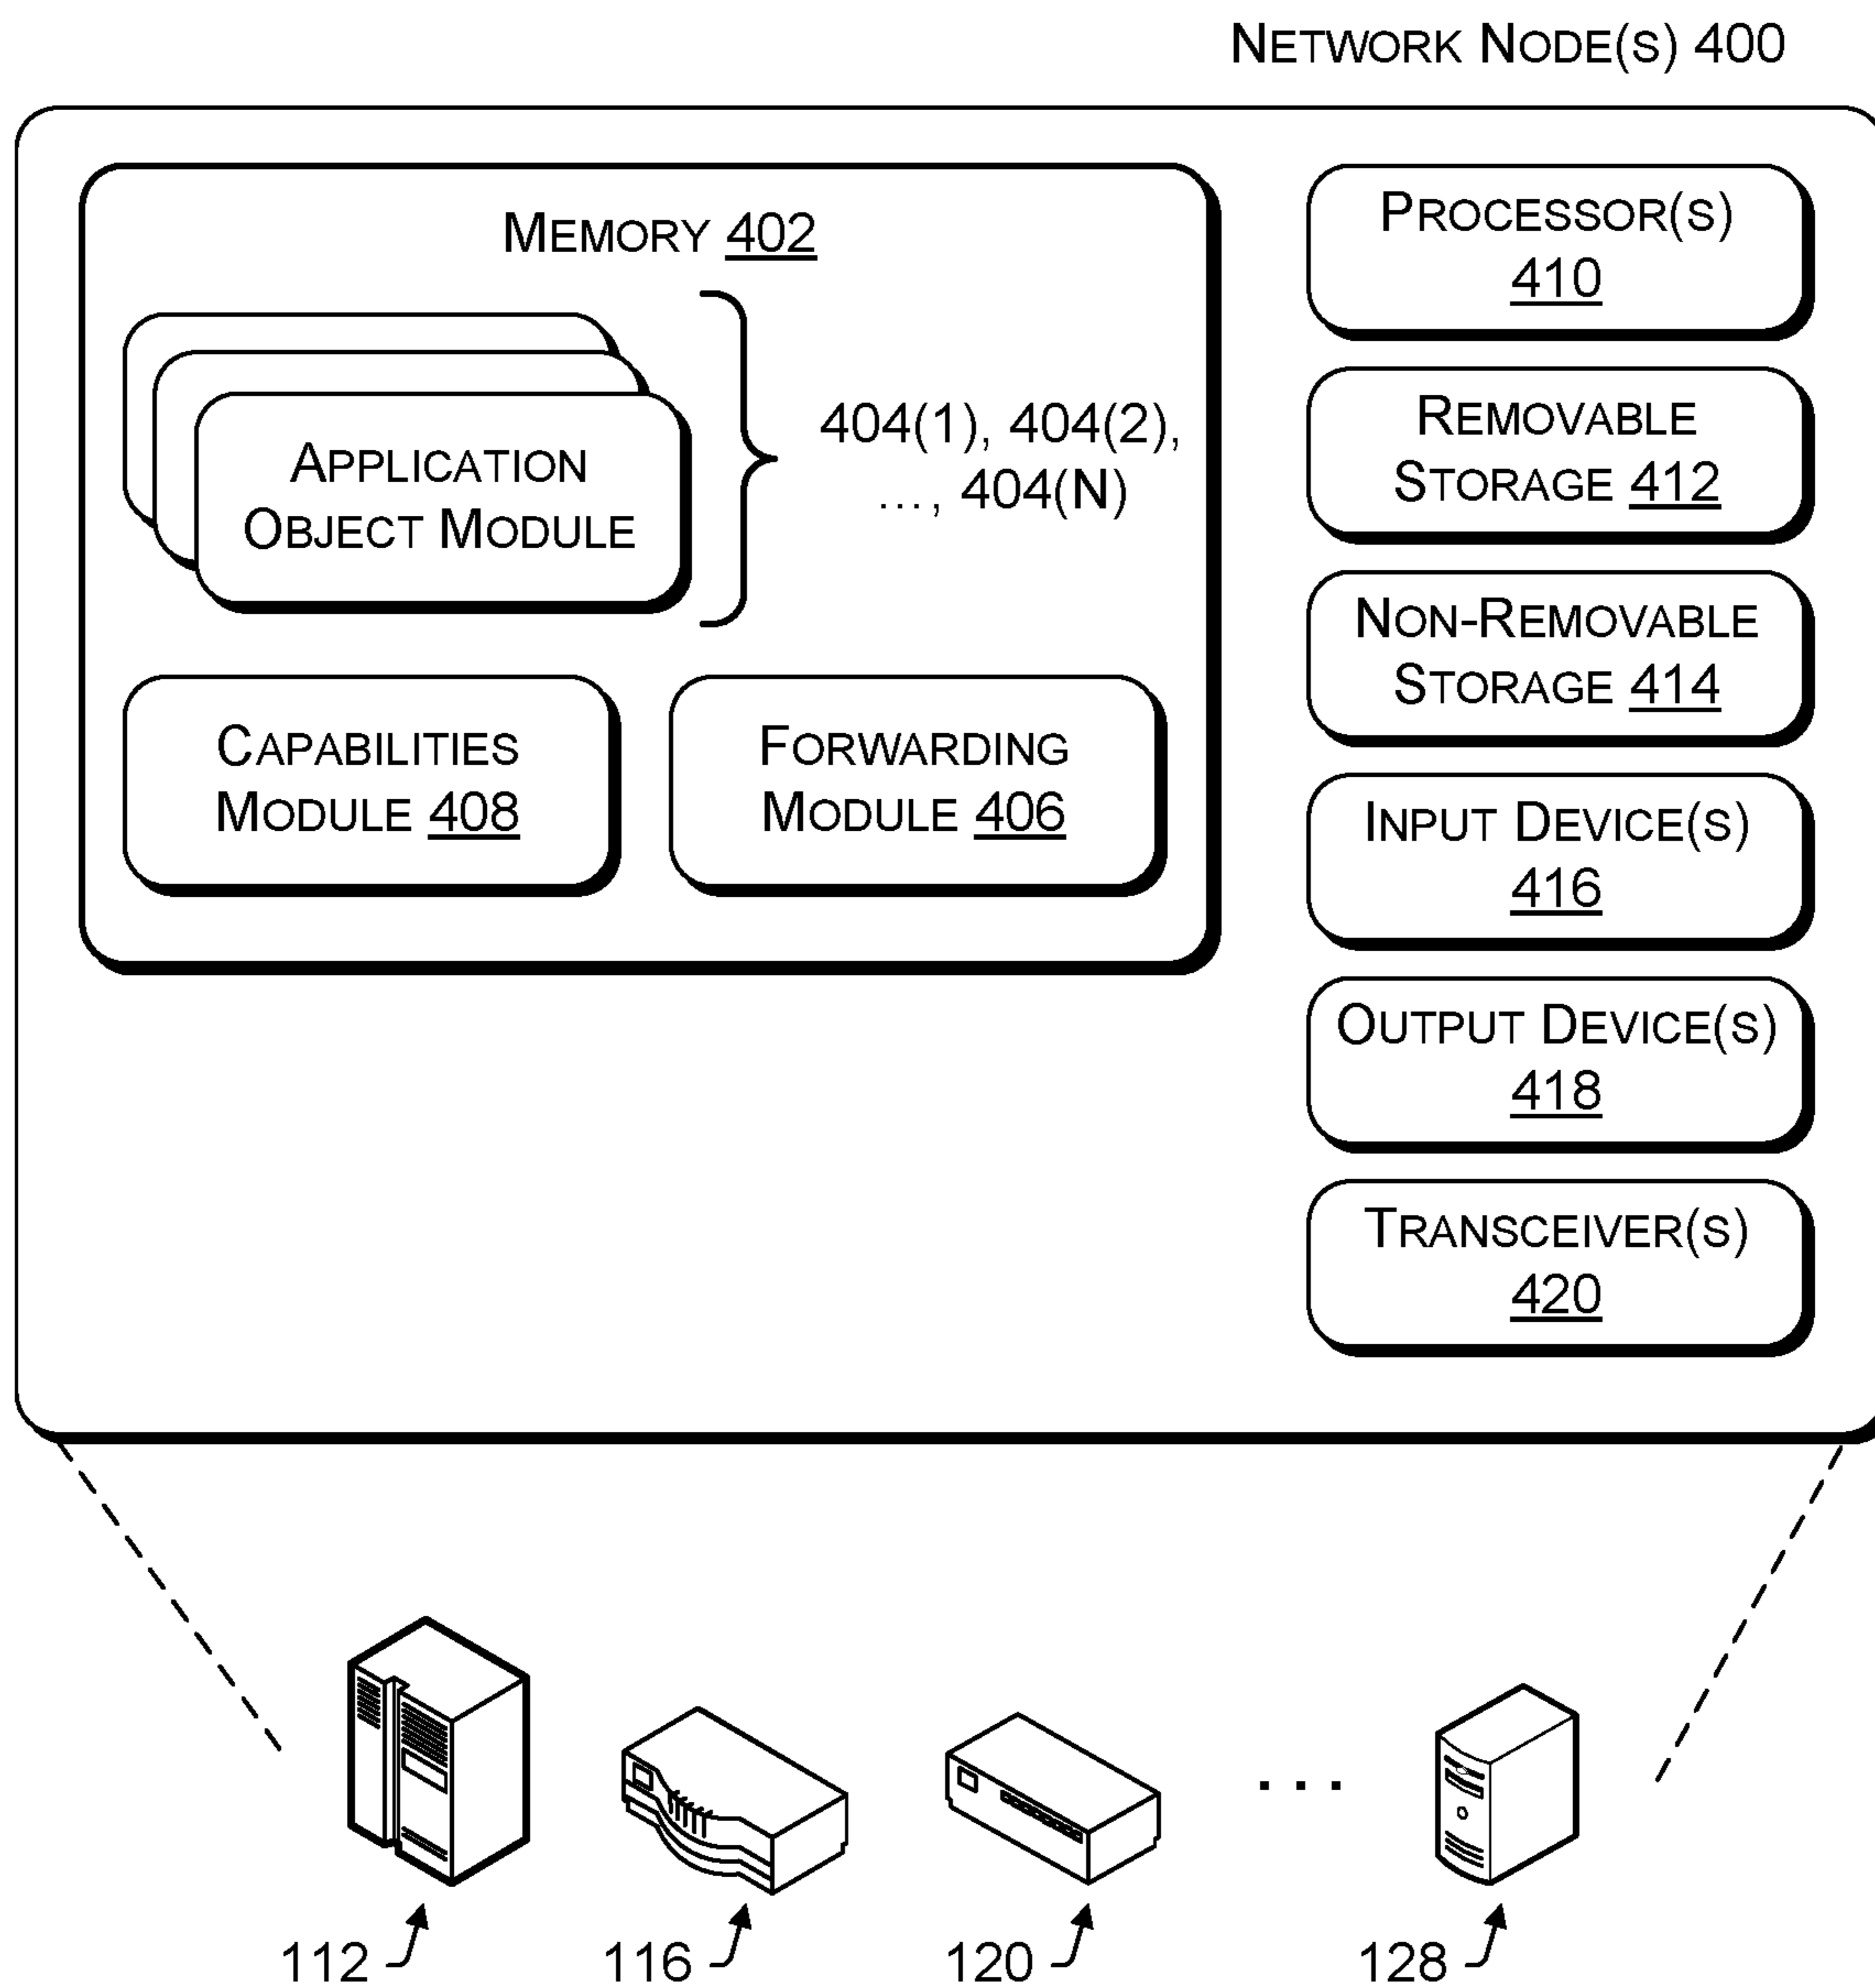 NETWORK NODE(S) 400
MEMORY 402
APPLICATION
OBJECT MODULE
404(1), 404(2),
..., 404(N)
CAPABILITIES
MODULE 408
FORWARDING
MODULE 406
PROCESSOR(S)
410
REMOVABLE
STORAGE 412
NON-REMOVABLE
STORAGE 414
INPUT DEVICE(S)
416
OUTPUT DEVICE(S)
418
TRANSCEIVER(S)
420
...
112
116
120
128